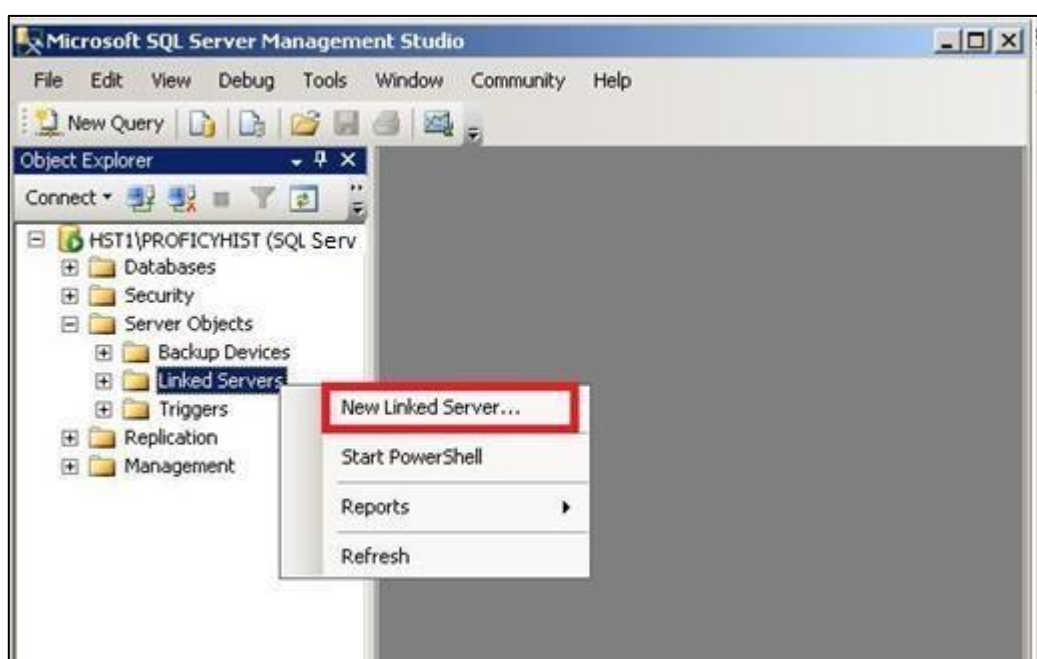 Microsoft SQL Server Management Studio
File Edit View Debug Tools Window Community Help
New Query
Object Explorer
Connect
HST1\PROFICYHIST (SQL Serv
Databases
Security
Server Objects
Backup Devices
Linked Servers
Triggers
Replication
Management
New Linked Server...
Start PowerShell
Reports
Refresh